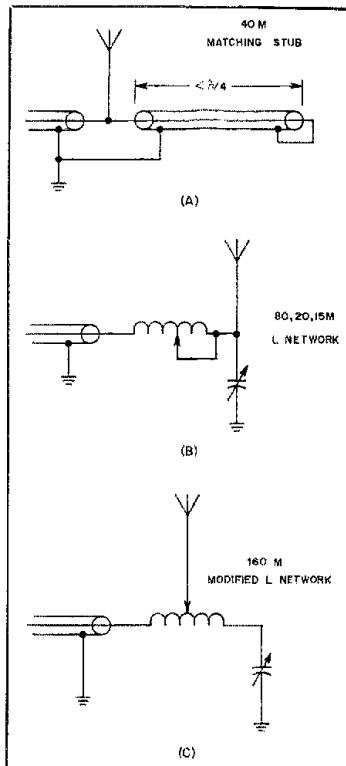 40 M
MATCHING STUB
<λ/4
(A)
80, 20, 15M
L NETWORK
(B)
160 M
MODIFIED L NETWORK
(C)